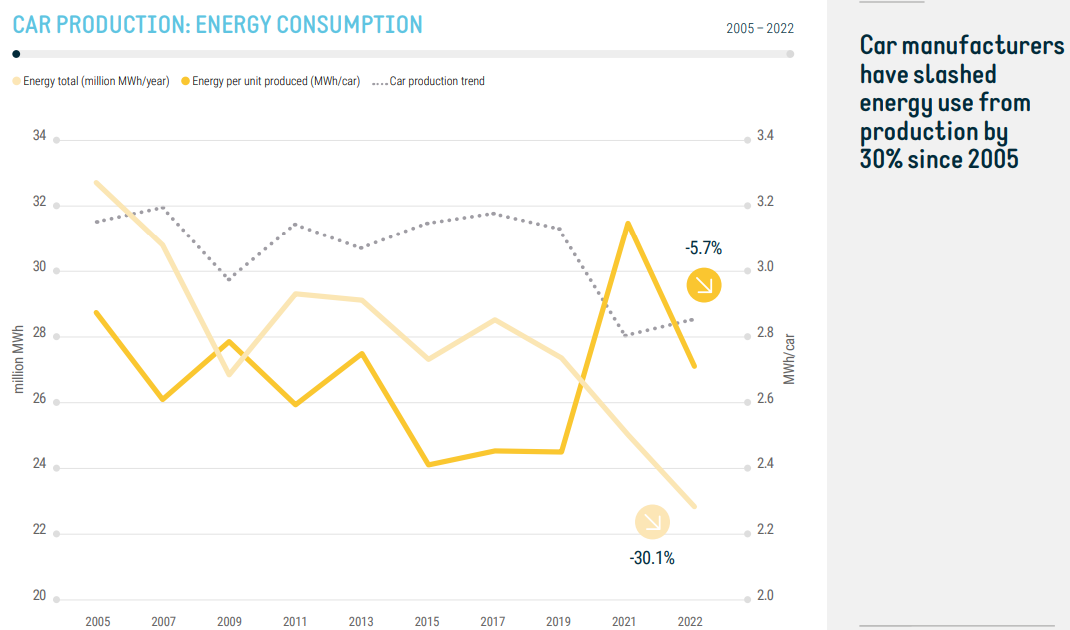 CAR PRODUCTION: ENERGY CONSUMPTION
2005 – 2022
Energy total (million MWh/year) Energy per unit produced (MWh/car) Car production trend
34 3.4
32 3.2
30 3.0
28 2.8
26 2.6
24 2.4
22 2.2
20 2.0
million MWh
MWh/car
-5.7%
-30.1%
2005 2007 2009 2011 2013 2015 2017 2019 2021 2022
Car manufacturers
have slashed
energy use from
production by
30% since 2005